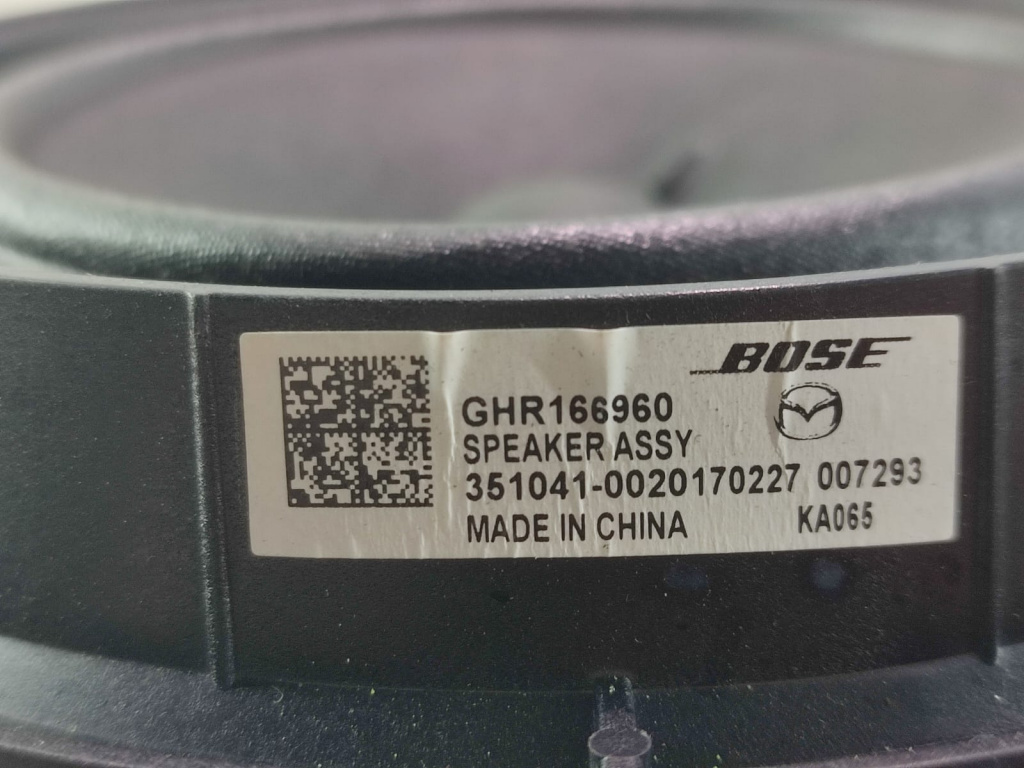 BOSE
GHR166960
SPEAKER ASSY
351041-0020170227 007293
MADE IN CHINA KA065